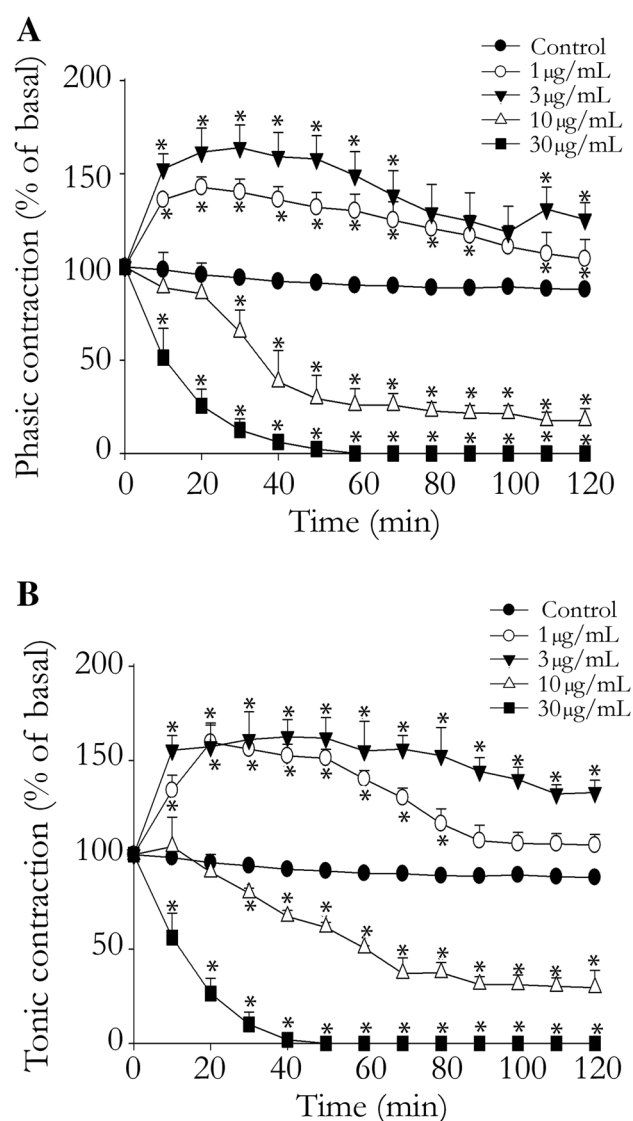 A
Control
1 µg/mL
3 µg/mL
10 µg/mL
30 µg/mL
Phasic contraction (% of basal)
200
150
100
50
0
0 20 40 60 80 100 120
Time (min)
B
Control
1 µg/mL
3 µg/mL
10 µg/mL
30 µg/mL
Tonic contraction (% of basal)
200
150
100
50
0
0 20 40 60 80 100 120
Time (min)